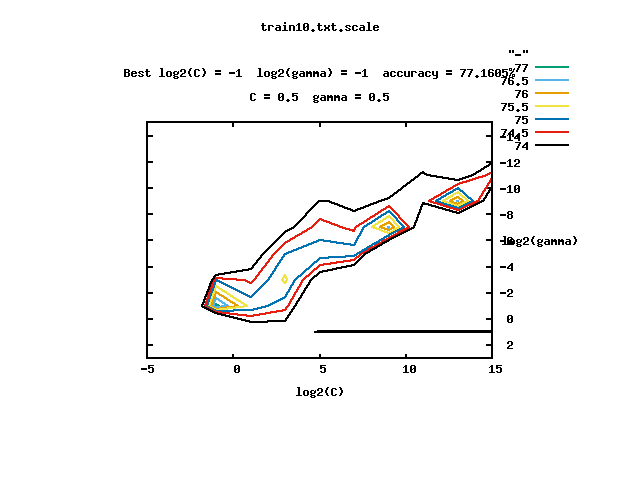 train10.txt.scale
"-"
Best log2(C) = -1  log2(gamma) = -1  accuracy = 77.1605%
77
76.5
C = 0.5  gamma = 0.5
76
75.5
75
74.5
-14
74
-12
-10
-8
-6
log2(gamma)
-4
-2
0
2
-5 0 5 10 15
log2(C)